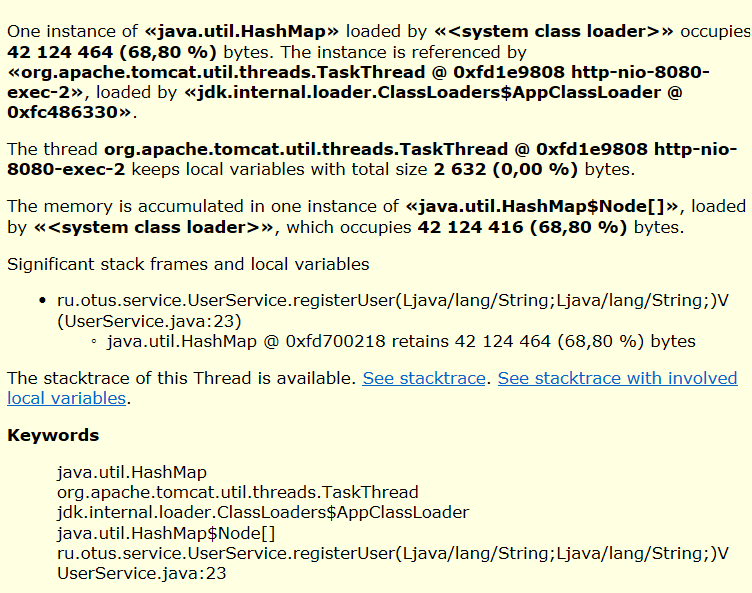 One instance of «java.util.HashMap» loaded by «<system class loader>» occupies
42 124 464 (68,80 %) bytes. The instance is referenced by
«org.apache.tomcat.util.threads.TaskThread @ 0xfd1e9808 http-nio-8080-
exec-2», loaded by «jdk.internal.loader.ClassLoaders$AppClassLoader @
0xfc486330».
The thread org.apache.tomcat.util.threads.TaskThread @ 0xfd1e9808 http-nio-
8080-exec-2 keeps local variables with total size 2 632 (0,00 %) bytes.
The memory is accumulated in one instance of «java.util.HashMap$Node[]», loaded
by «<system class loader>», which occupies 42 124 416 (68,80 %) bytes.
Significant stack frames and local variables
• ru.otus.service.UserService.registerUser(Ljava/lang/String;Ljava/lang/String;)V
(UserService.java:23)
◦ java.util.HashMap @ 0xfd700218 retains 42 124 464 (68,80 %) bytes
The stacktrace of this Thread is available. See stacktrace. See stacktrace with involved
local variables.
Keywords
java.util.HashMap
org.apache.tomcat.util.threads.TaskThread
jdk.internal.loader.ClassLoaders$AppClassLoader
java.util.HashMap$Node[]
ru.otus.service.UserService.registerUser(Ljava/lang/String;Ljava/lang/String;)V
UserService.java:23